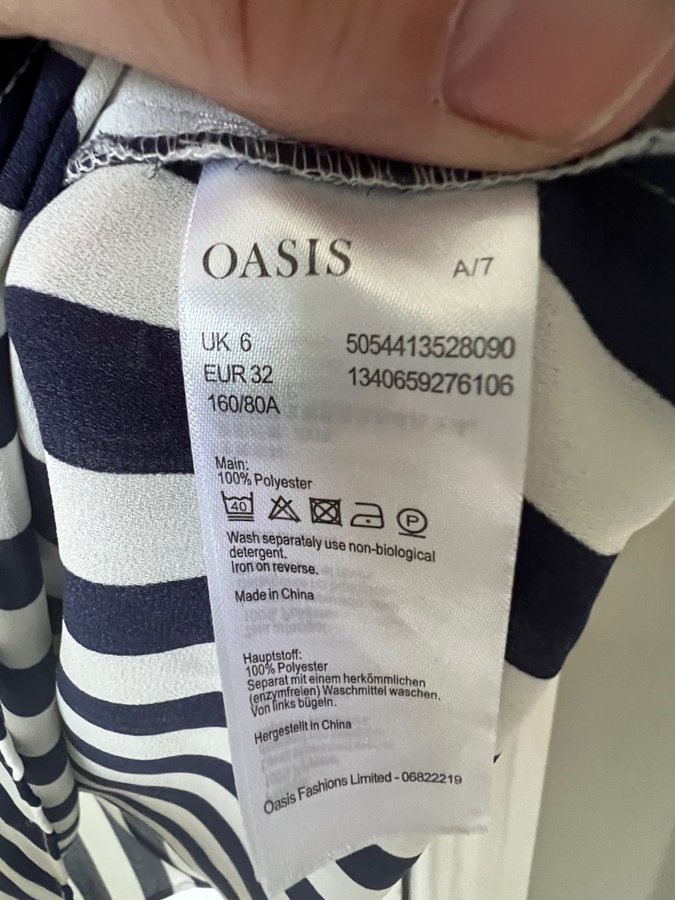 OASIS
A/7
UK 6 5054413528090
EUR 32 1340659276106
160/80A
Main:
100% Polyester
40
P
Wash separately use non-biological
detergent.
Iron on reverse.
Made in China
Hauptstoff:
100% Polyester
Separat mit einem herkömmlichen
(enzymfreien) Waschmittel waschen.
Von links bügeln.
Hergestellt in China
Oasis Fashions Limited - 06822219